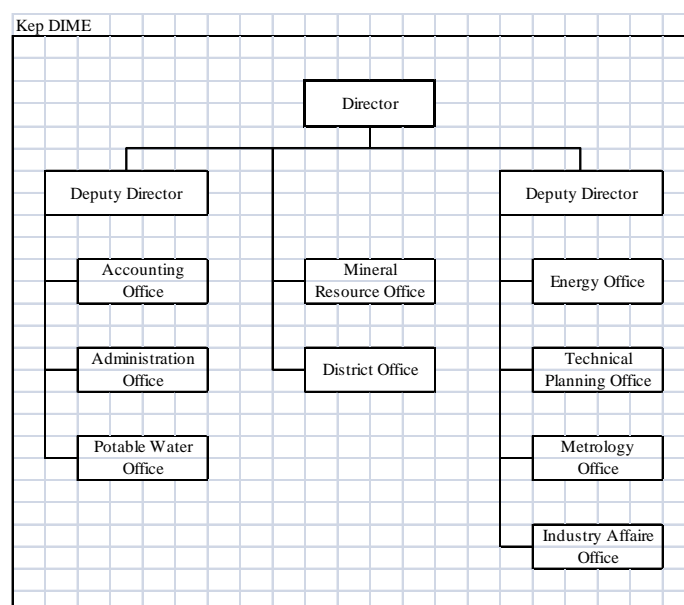 Kep DIME
Director
Deputy Director
Deputy Director
Accounting
Office
Mineral
Resource Office
Energy Office
Administration
Office
District Office
Technical
Planning Office
Potable Water
Office
Metrology
Office
Industry Affaire
Office